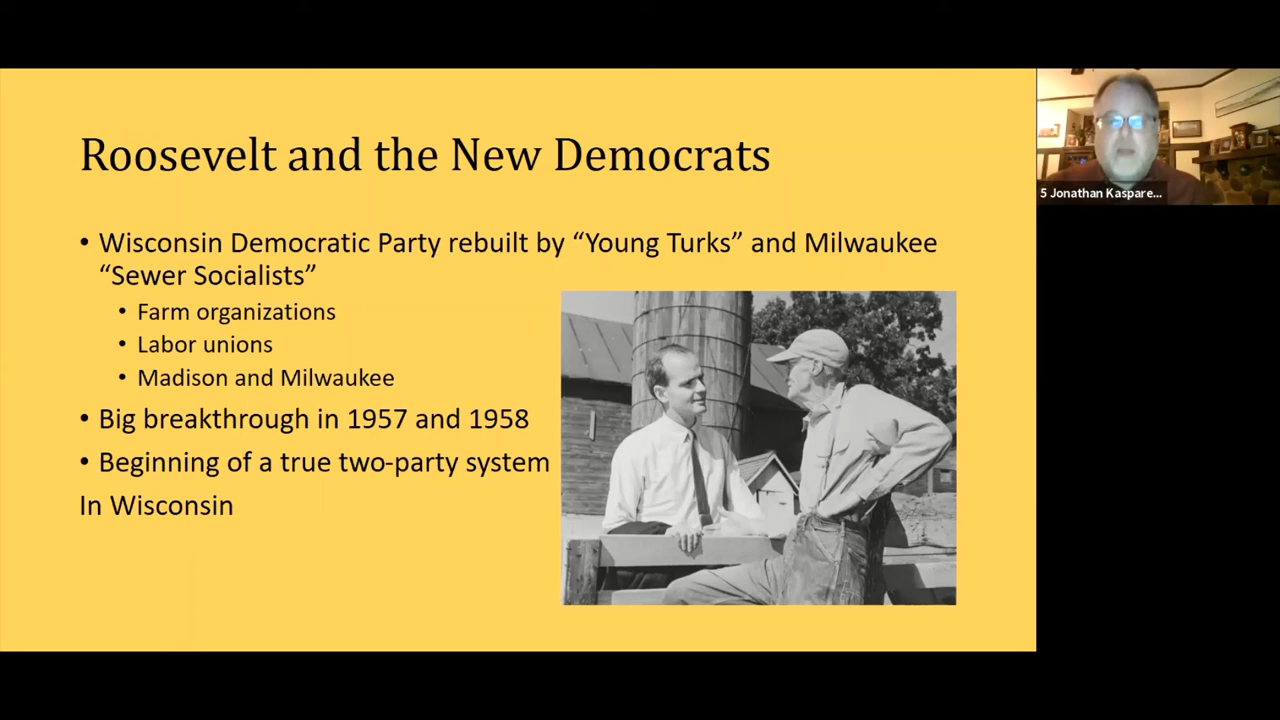 Roosevelt and the New Democrats
• Wisconsin Democratic Party rebuilt by “Young Turks” and Milwaukee
“Sewer Socialists”
• Farm organizations
• Labor unions
• Madison and Milwaukee
• Big breakthrough in 1957 and 1958
• Beginning of a true two-party system
In Wisconsin
5 Jonathan Kaspare...